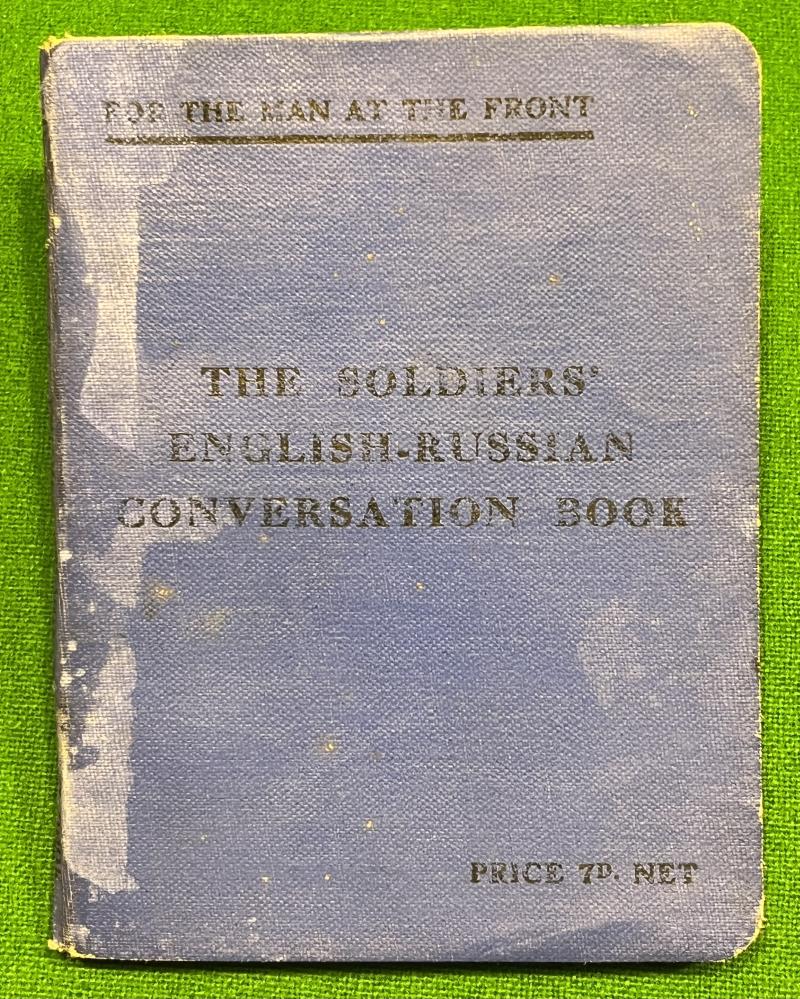 FOR THE MAN AT THE FRONT
THE SOLDIERS'
ENGLISH-RUSSIAN
CONVERSATION BOOK
PRICE 7D. NET